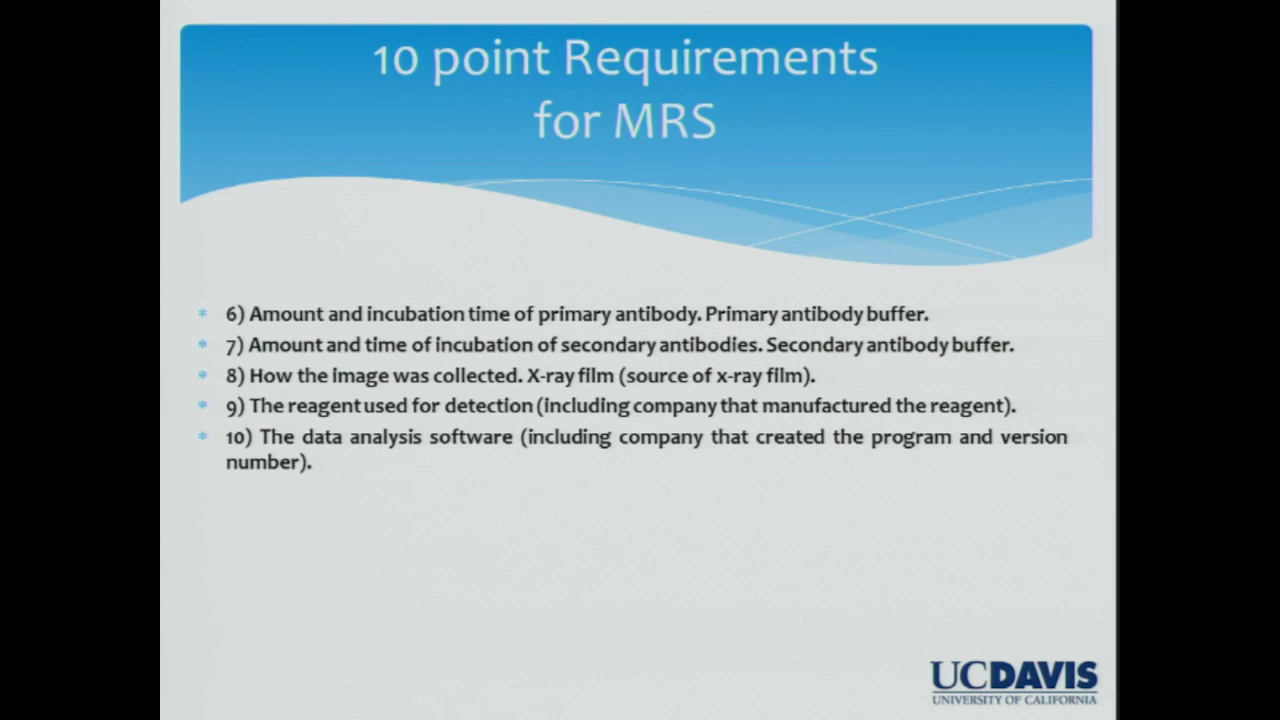 10 point Requirements
for MRS
6) Amount and incubation time of primary antibody. Primary antibody buffer.
7) Amount and time of incubation of secondary antibodies. Secondary antibody buffer.
8) How the image was collected. X-ray film (source of x-ray film).
9) The reagent used for detection (including company that manufactured the reagent).
10) The data analysis software (including company that created the program and version
number).
UCDAVIS
UNIVERSITY OF CALIFORNIA